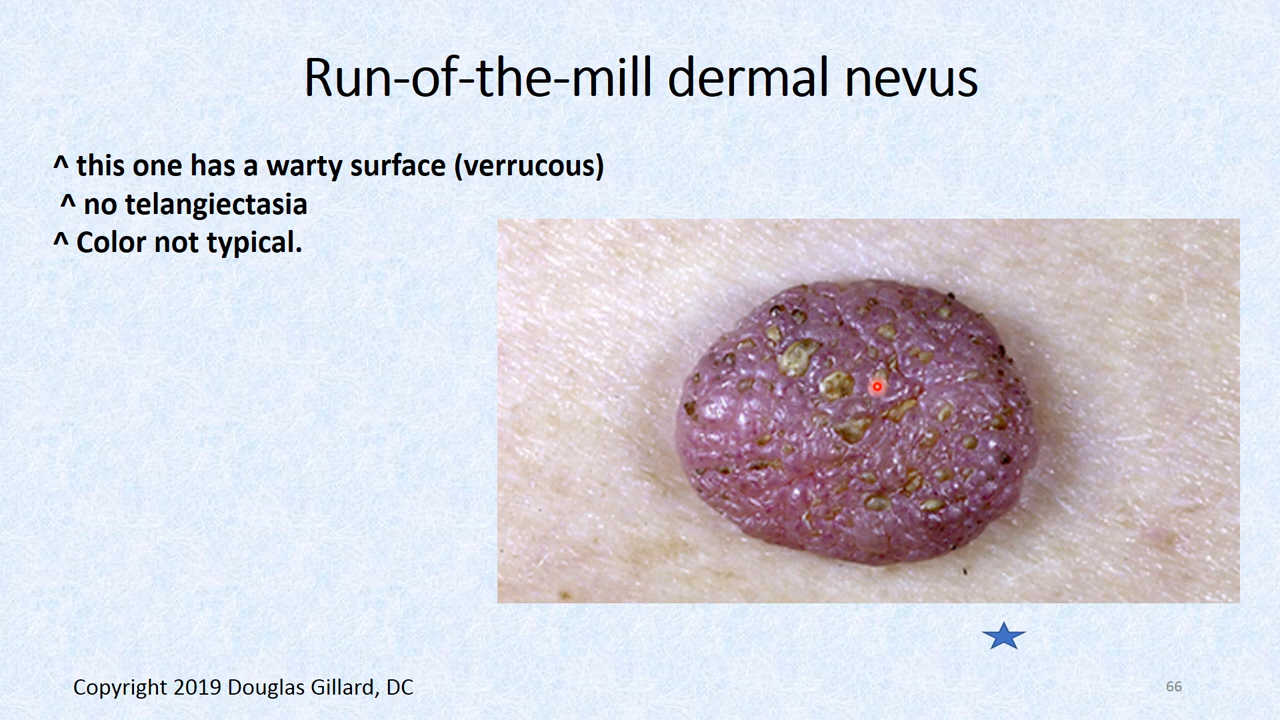 Run-of-the-mill dermal nevus
^ this one has a warty surface (verrucous)
^ no telangiectasia
^ Color not typical.
Copyright 2019 Douglas Gillard, DC
66